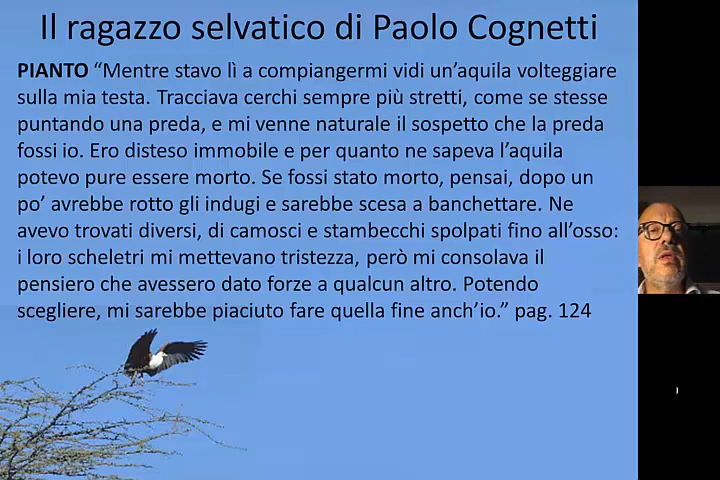 Il ragazzo selvatico di Paolo Cognetti
PIANTO “Mentre stavo lì a compiangermi vidi un’aquila volteggiare
sulla mia testa. Tracciava cerchi sempre più stretti, come se stesse
puntando una preda, e mi venne naturale il sospetto che la preda
fossi io. Ero disteso immobile e per quanto ne sapeva l’aquila
potevo pure essere morto. Se fossi stato morto, pensai, dopo un
po’ avrebbe rotto gli indugi e sarebbe scesa a banchettare. Ne
avevo trovati diversi, di camosci e stambecchi spolpati fino all’osso:
i loro scheletri mi mettevano tristezza, però mi consolava il
pensiero che avessero dato forze a qualcun altro. Potendo
scegliere, mi sarebbe piaciuto fare quella fine anch’io.” pag. 124